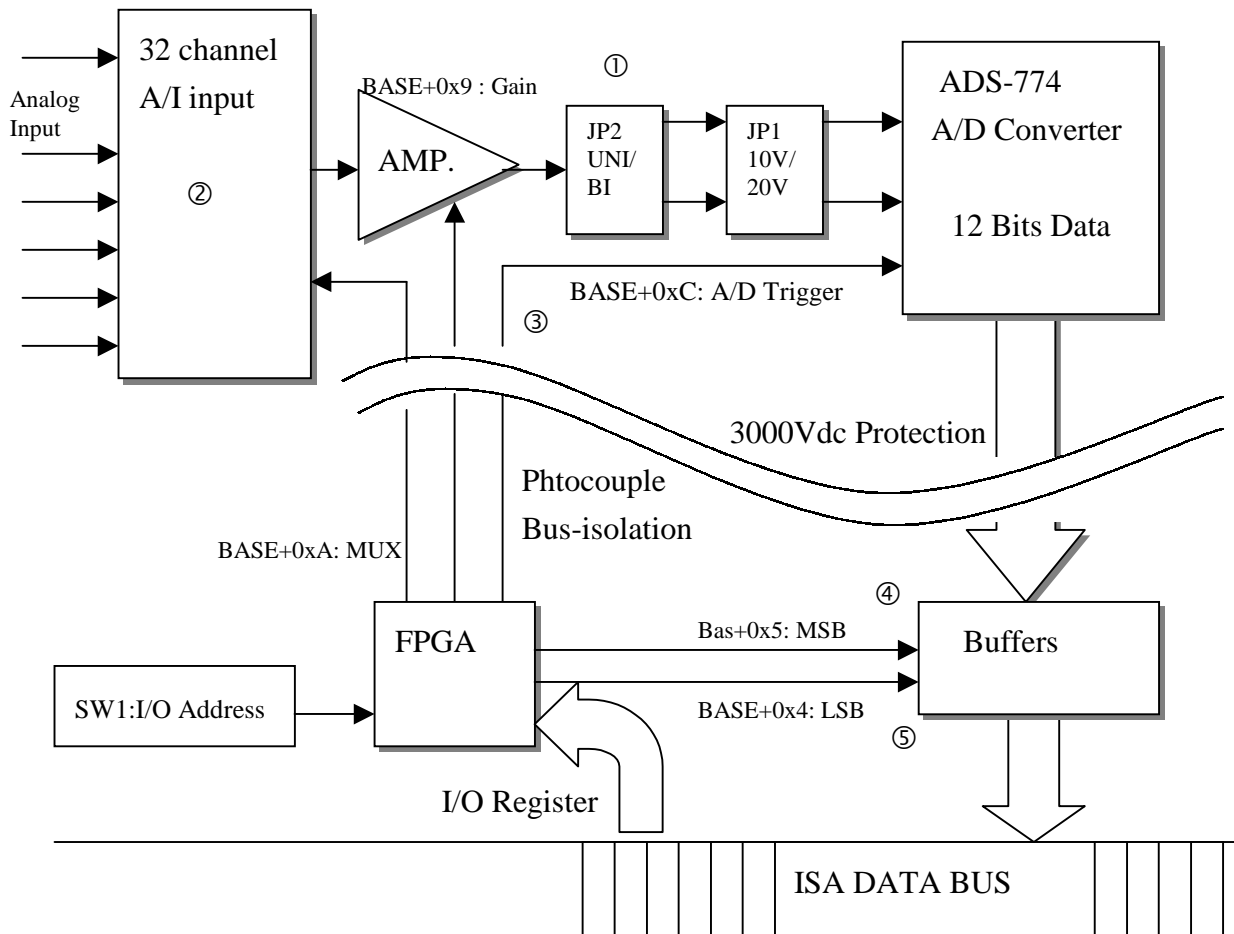 32 channel
A/I input
②
Analog
Input
BASE+0x9 : Gain
AMP.
①
JP2
UNI/
BI
JP1
10V/
20V
ADS-774
A/D Converter
12 Bits Data
BASE+0xC: A/D Trigger
③
3000Vdc Protection
Phtocouple
Bus-isolation
BASE+0xA: MUX
FPGA
SW1:I/O Address
Bas+0x5: MSB
BASE+0x4: LSB
④
Buffers
⑤
I/O Register
ISA DATA BUS